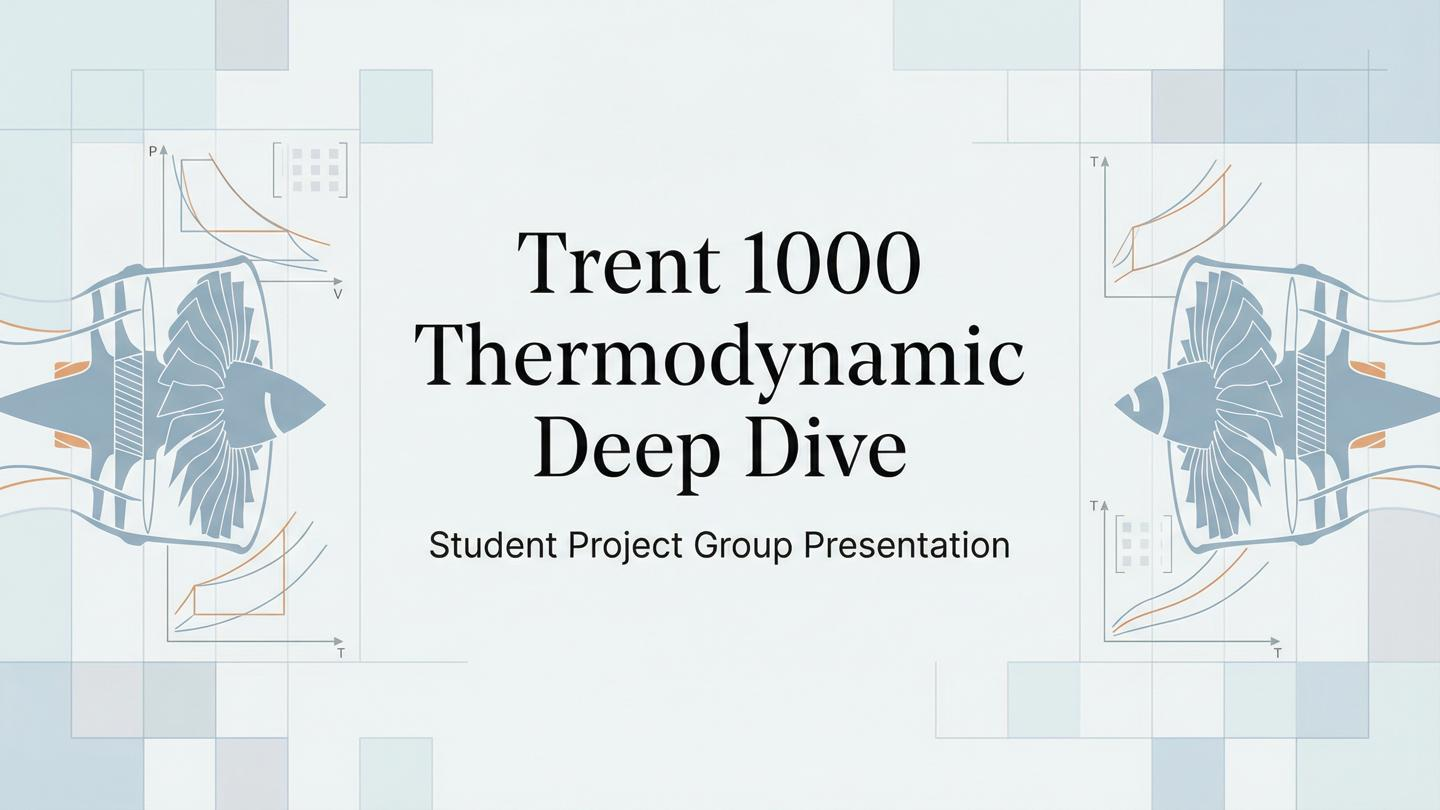 P
V
T
Trent 1000
Thermodynamic
Deep Dive
Student Project Group Presentation
T
T
T